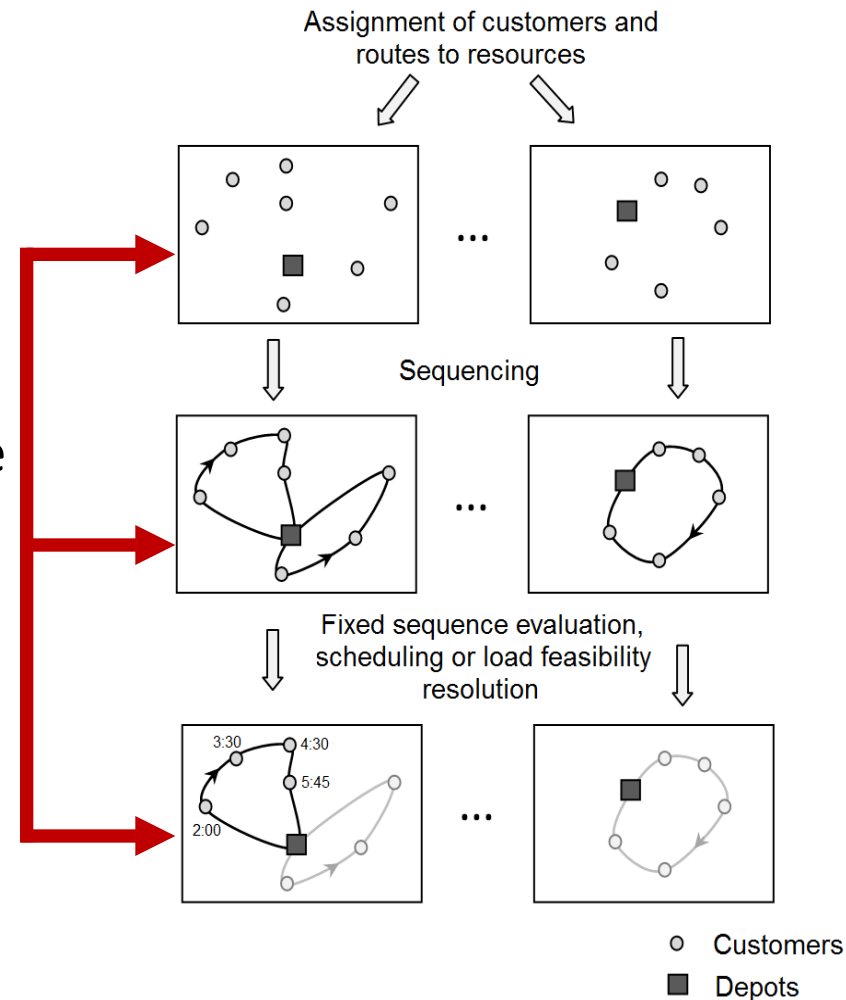 Assignment of customers and
routes to resources
...
Sequencing
e
...
Fixed sequence evaluation,
scheduling or load feasibility
resolution
3:30
4:30
5:45
2:00
...
Customers
Depots